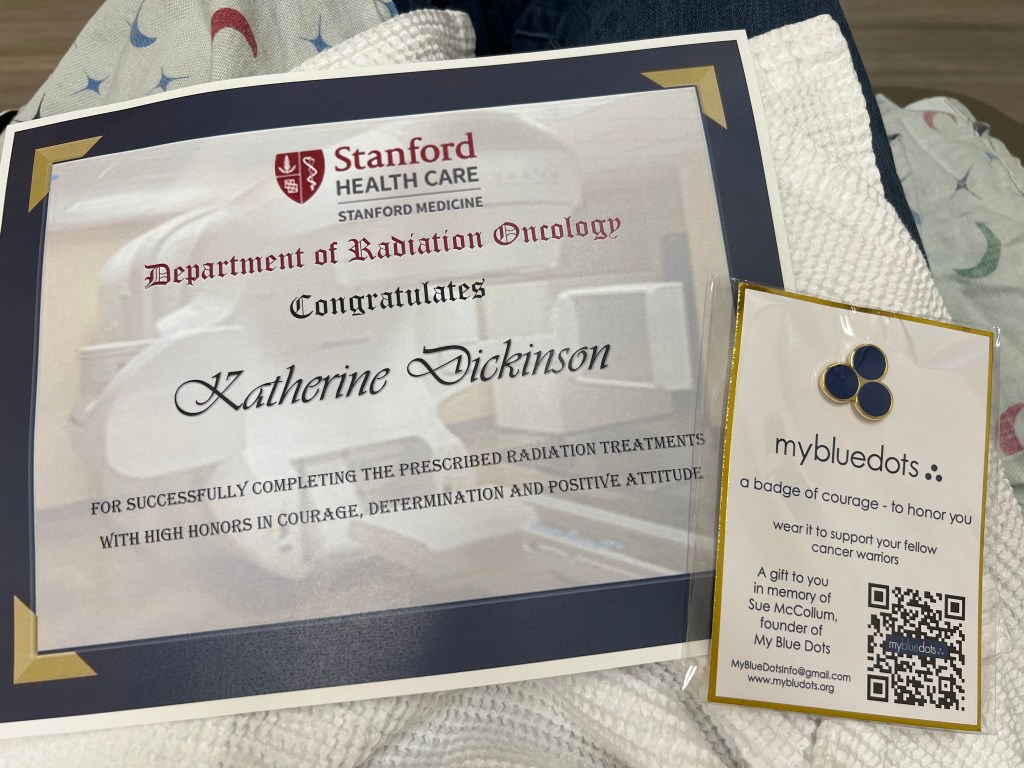 Stanford
HEALTH CARE
STANFORD MEDICINE
Department of Radiation Oncology
Congratulates
Katherine Dickinson
FOR SUCCESSFULLY COMPLETING THE PRESCRIBED RADIATION TREATMENTS
WITH HIGH HONORS IN COURAGE, DETERMINATION AND POSITIVE ATTITUDE
mybluedots
a badge of courage - to honor you
wear it to support your fellow
cancer warriors
A gift to you
in memory of
Sue McCollum,
founder of
My Blue Dots
MyBlueDotsInfo@gmail.com
www.mybludots.org
mybluedots